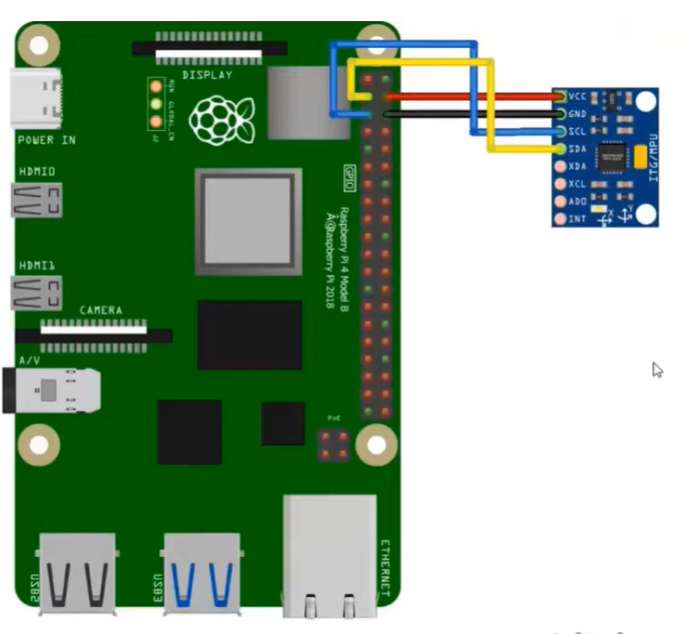 DISPLAY
RUN
GLOBAL_EN
POWER IN
HDMI0
GPIO
Raspberry Pi 4 Model B
Â©Raspberry Pi 2018
HDMI1
CAMERA
A/V
PoE
USB2
USB3
ETHERNET
VCC
GND
SCL
SDA
XDA
XCL
ADO
INT
ITG/MPU
X
Y